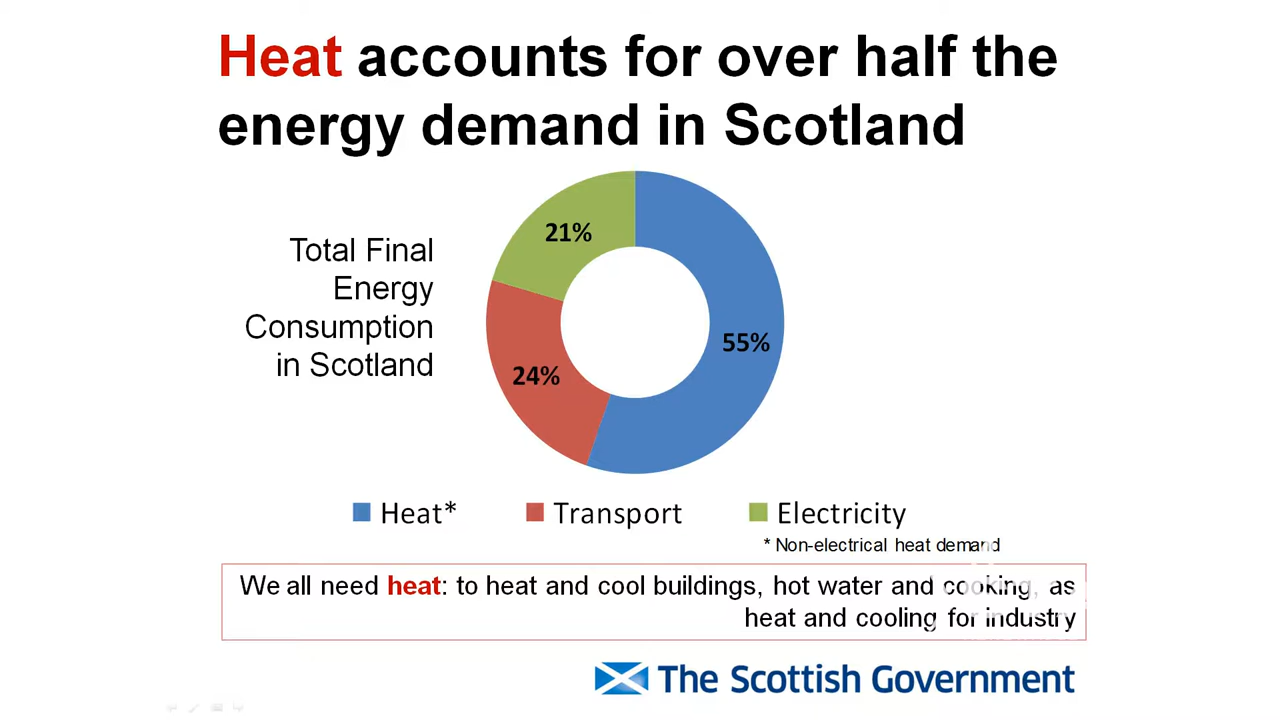 Heat accounts for over half the
energy demand in Scotland
Total Final
Energy
Consumption
in Scotland
21%
55%
24%
Heat*
Transport
Electricity
* Non-electrical heat demand
We all need heat: to heat and cool buildings, hot water and cooking, as
heat and cooling for industry
The Scottish Government